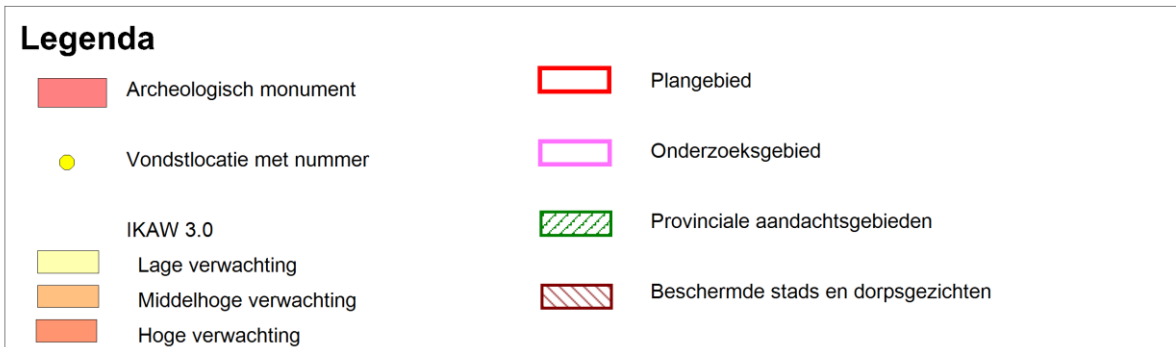 Legenda
Archeologisch monument
Vondstlocatie met nummer
IKAW 3.0
Lage verwachting
Middelhoge verwachting
Hoge verwachting
Plangebied
Onderzoeksgebied
Provinciale aandachtsgebieden
Beschermde stads en dorpsgezichten